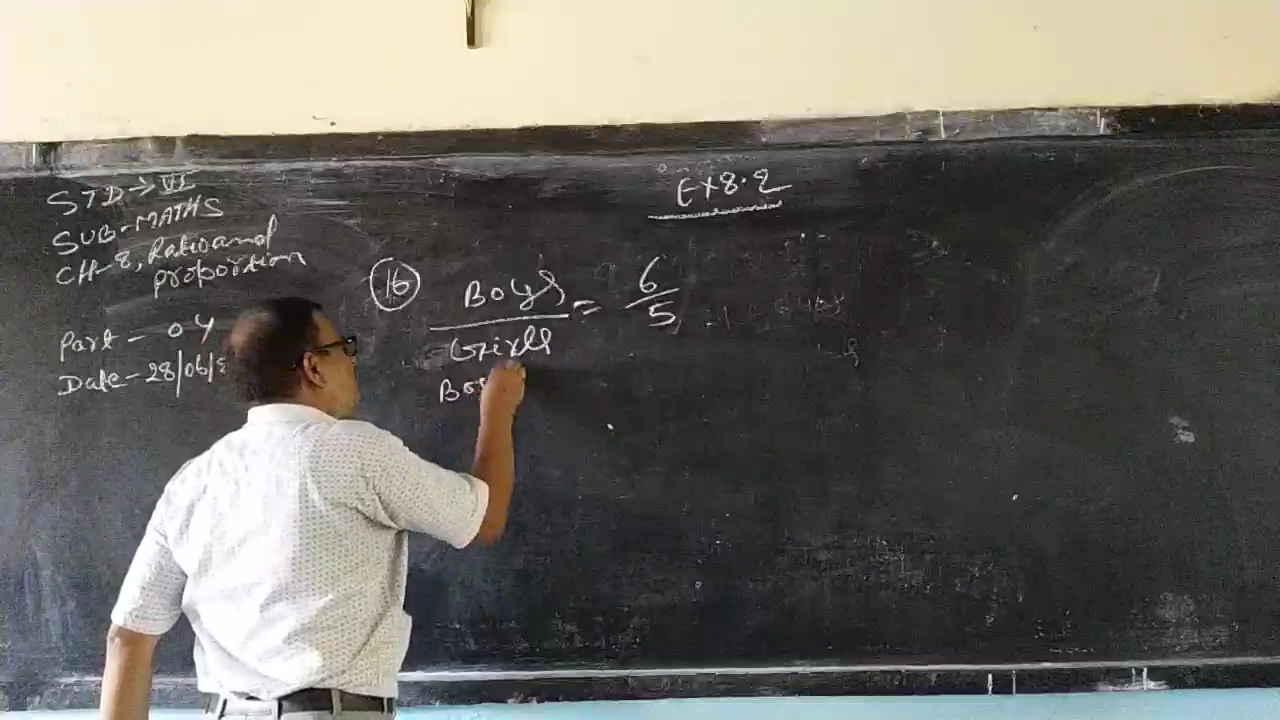 STD → VI
SUB - MATHS
CH-8, Ratio and
proportion
Part - 04
Date - 28/06/
Ex 8.2
16
Boys = 6
Girls 5
Bo